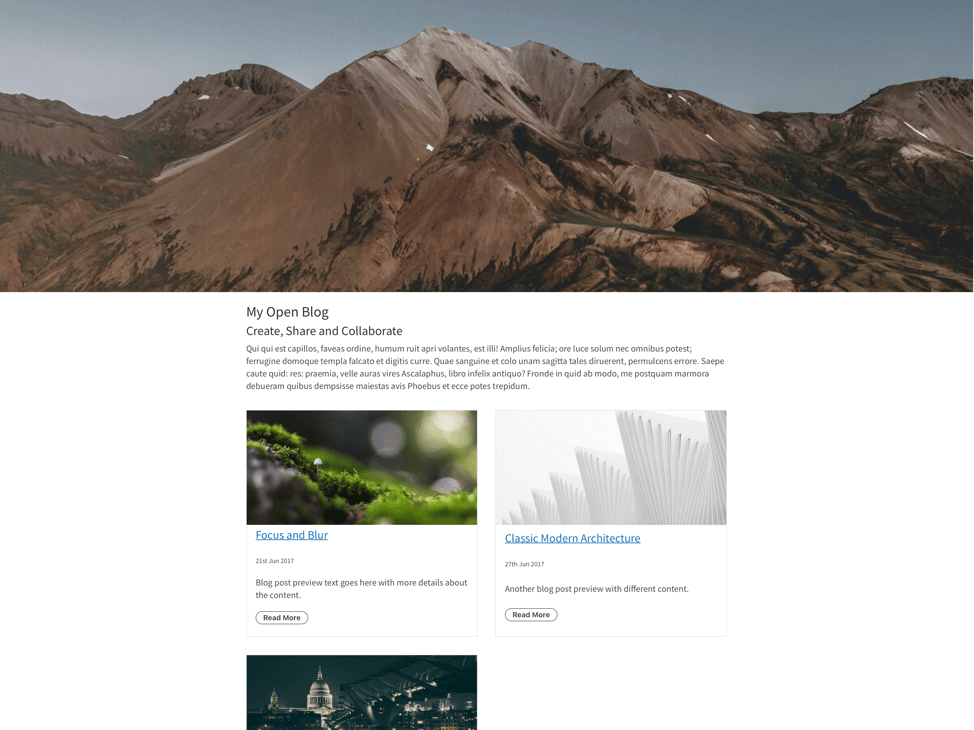 My Open Blog
Create, Share and Collaborate
Qui qui est capillos, faveas ordine, humum ruit apri volantes, est illi! Amplius felicia; ore luce solum nec omnibus potest;
ferrugine domoque templa falcato et digitis curre. Quae sanguine et colo unam sagitta tales diruerent, permulcens errore. Saepe
caute quid: res: praemia, velle auras vires Ascalaphus, libro infelix antiquo? Fronde in quid ab modo, me postquam marmora
debueram quibus dempsisse maiestas avis Phoebus et ecce potes trepidum.
Focus and Blur
21st Jun 2017
Blog post preview text goes here with more details about
the content.
Read More
Classic Modern Architecture
27th Jun 2017
Another blog post preview with different content.
Read More